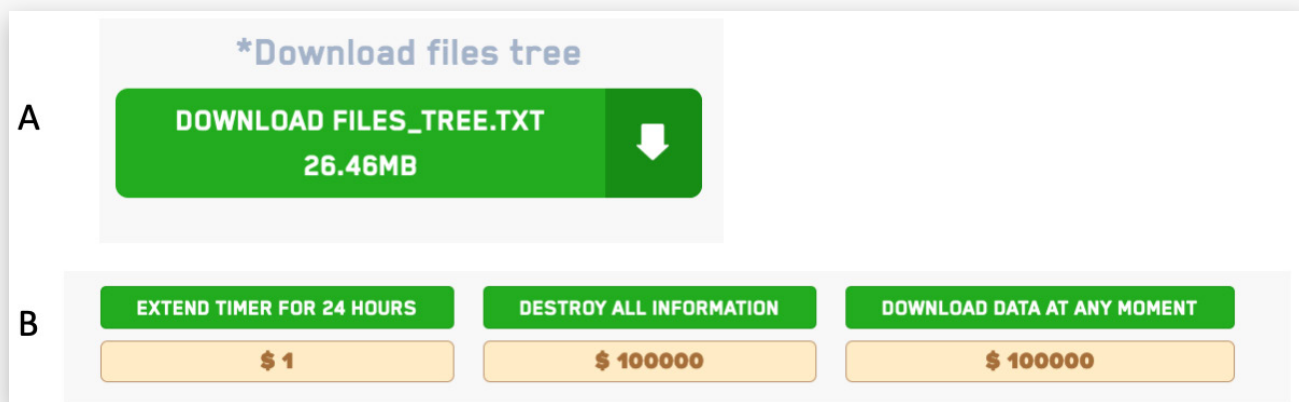 *Download files tree
A
DOWNLOAD FILES_TREE.TXT
26.46MB
B
EXTEND TIMER FOR 24 HOURS
DESTROY ALL INFORMATION
DOWNLOAD DATA AT ANY MOMENT
$ 1
$ 100000
$ 100000